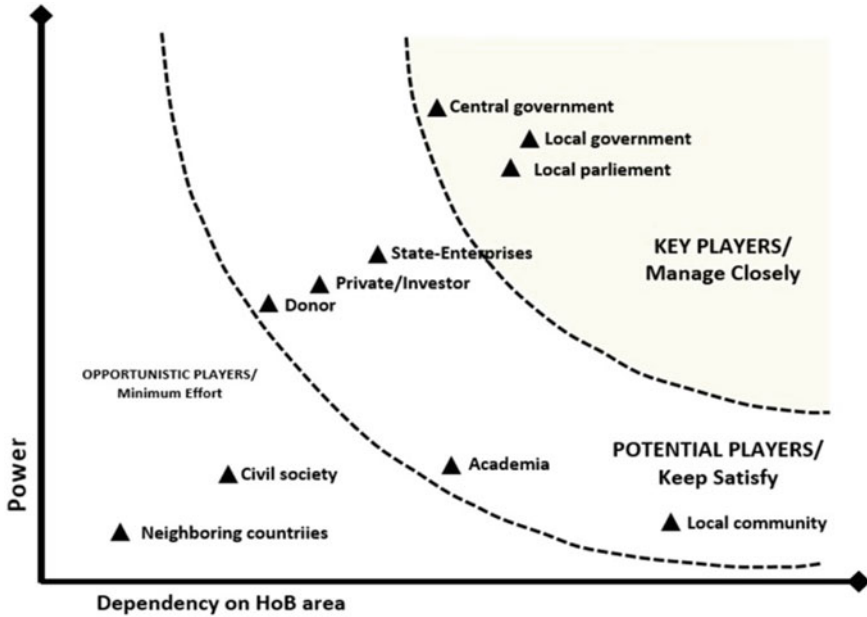 Central government
Local government
Local parliement
State-Enterprises
KEY PLAYERS/
Manage Closely
Private/Investor
Donor
OPPORTUNISTIC PLAYERS/
Minimum Effort
POTENTIAL PLAYERS/
Keep Satisfy
Academia
Civil society
Local community
Neighboring countriies
Power
Dependency on HoB area